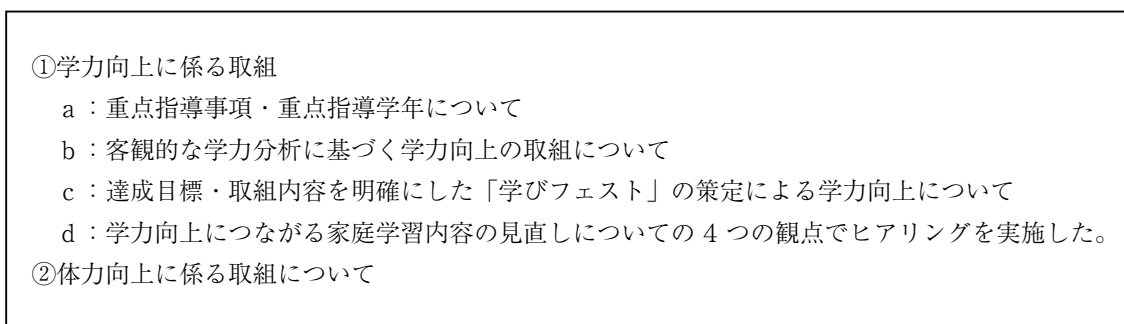 ①学力向上に係る取組
a：重点指導事項・重点指導学年について
b：客観的な学力分析に基づく学力向上の取組について
c：達成目標・取組内容を明確にした「学びフェスト」の策定による学力向上について
d：学力向上につながる家庭学習内容の見直しについての 4 つの観点でヒアリングを実施した。
②体力向上に係る取組について